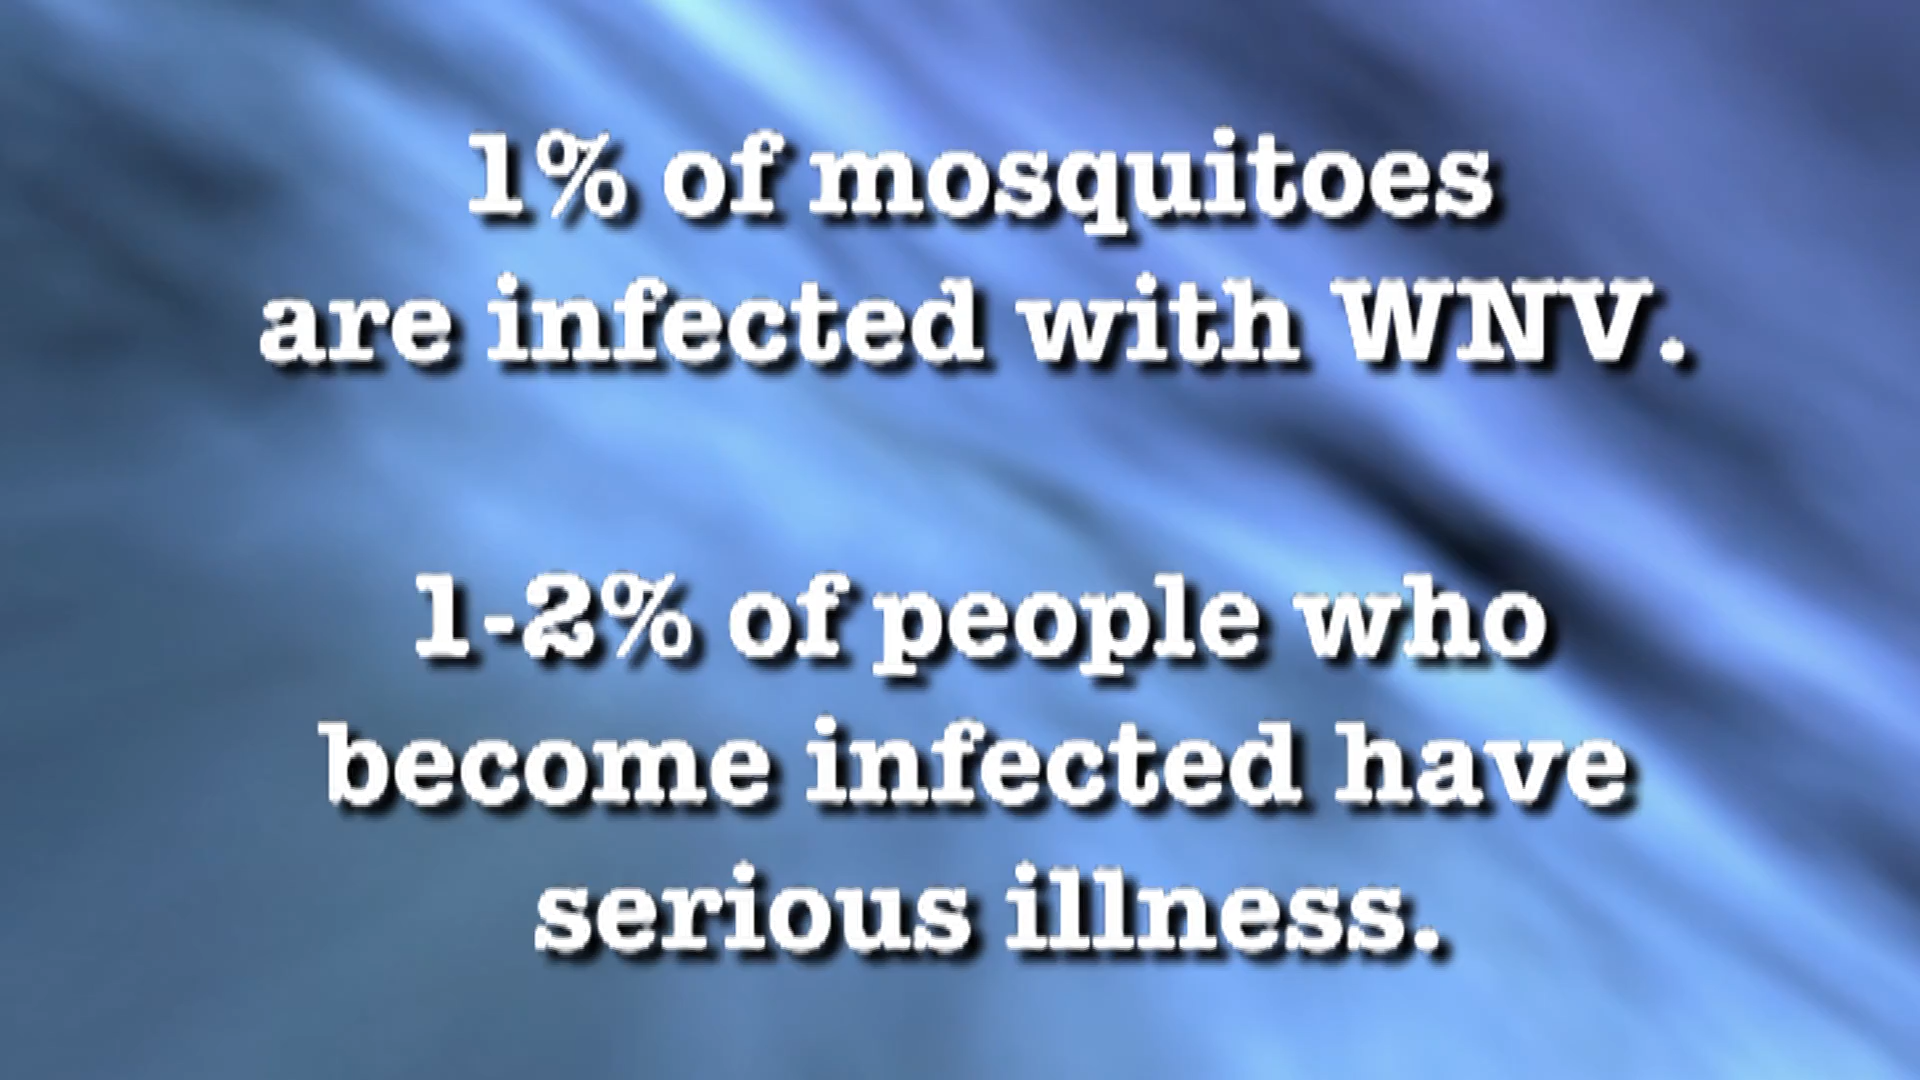 1% of mosquitoes
are infected with WNV.
1-2% of people who
become infected have
serious illness.